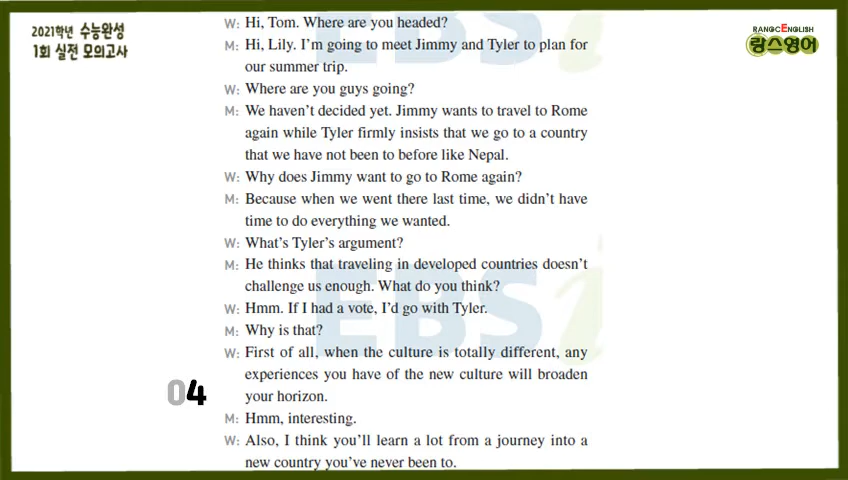 2021학년 수능완성
1회 실전 모의고사
RANGCENGLISH
랑스영어
W: Hi, Tom. Where are you headed?
M: Hi, Lily. I'm going to meet Jimmy and Tyler to plan for
our summer trip.
W: Where are you guys going?
M: We haven't decided yet. Jimmy wants to travel to Rome
again while Tyler firmly insists that we go to a country
that we have not been to before like Nepal.
W: Why does Jimmy want to go to Rome again?
M: Because when we went there last time, we didn't have
time to do everything we wanted.
W: What's Tyler's argument?
M: He thinks that traveling in developed countries doesn't
challenge us enough. What do you think?
W: Hmm. If I had a vote, I'd go with Tyler.
M: Why is that?
W: First of all, when the culture is totally different, any
experiences you have of the new culture will broaden
your horizon.
04
M: Hmm, interesting.
W: Also, I think you'll learn a lot from a journey into a
new country you've never been to.
EBSi
EBSi